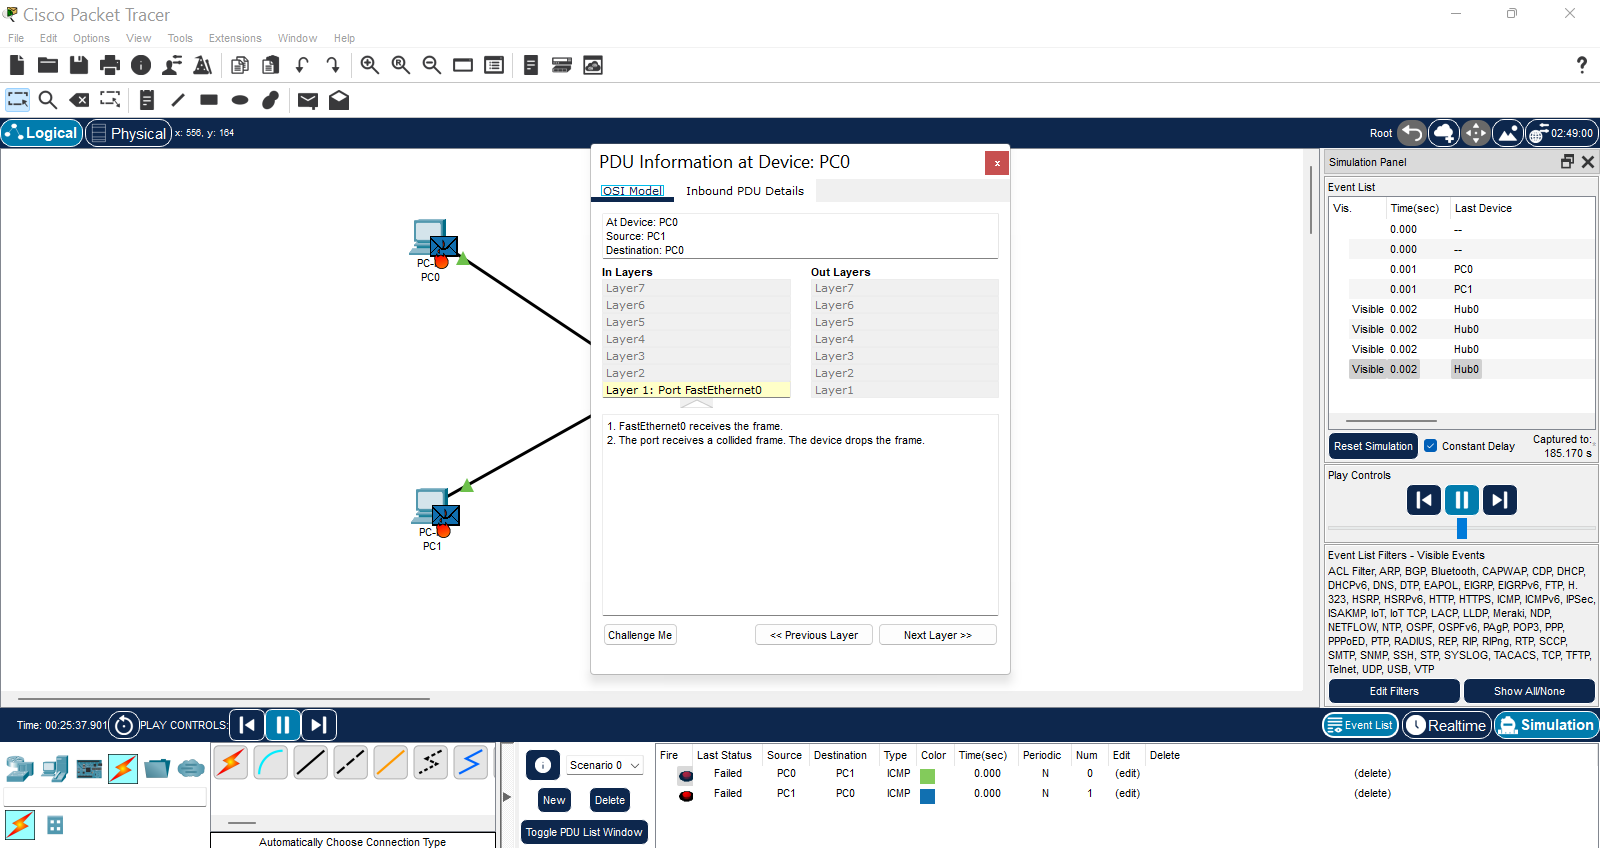 Cisco Packet Tracer
File Edit Options View Tools Extensions Window Help
Logical Physical x: 556, y: 164 Root 02:49:00
PC0
PC1
PDU Information at Device: PC0
x
OSI Model Inbound PDU Details
At Device: PC0
Source: PC1
Destination: PC0
In Layers Out Layers
Layer7 Layer7
Layer6 Layer6
Layer5 Layer5
Layer4 Layer4
Layer3 Layer3
Layer2 Layer2
Layer 1: Port FastEthernet0 Layer1
1. FastEthernet0 receives the frame.
2. The port receives a collided frame. The device drops the frame.
Challenge Me << Previous Layer Next Layer >>
Simulation Panel
Event List
Vis. Time(sec) Last Device
0.000 --
0.000 --
0.001 PC0
0.001 PC1
Visible 0.002 Hub0
Visible 0.002 Hub0
Visible 0.002 Hub0
Visible 0.002 Hub0
Reset Simulation Constant Delay Captured to:
185.170 s
Play Controls
Event List Filters - Visible Events
ACL Filter, ARP, BGP, Bluetooth, CAPWAP, CDP, DHCP,
DHCPv6, DNS, DTP, EAPOL, EIGRP, EIGRPv6, FTP, H.
323, HSRP, HSRPv6, HTTP, HTTPS, ICMP, ICMPv6, IPSec,
ISAKMP, IoT, IoT TCP, LACP, LLDP, Meraki, NDP,
NETFLOW, NTP, OSPF, OSPFv6, PAgP, POP3, PPP,
PPPoED, PTP, RADIUS, REP, RIP, RIPng, RTP, SCCP,
SMTP, SNMP, SSH, STP, SYSLOG, TACACS, TCP, TFTP,
Telnet, UDP, USB, VTP
Edit Filters Show All/None
Time: 00:25:37.901 PLAY CONTROLS: Event List Realtime Simulation
Automatically Choose Connection Type
Scenario 0
New Delete
Toggle PDU List Window
Fire Last Status Source Destination Type Color Time(sec) Periodic Num Edit Delete
Failed PC0 PC1 ICMP 0.000 N 0 (edit) (delete)
Failed PC1 PC0 ICMP 0.000 N 1 (edit) (delete)